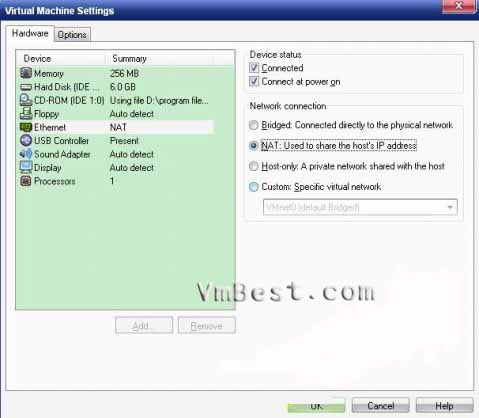 Virtual Machine Settings
Hardware Options
Device Summary
Memory 256 MB
Hard Disk (IDE ... 6.0 GB
CD-ROM (IDE 1:0) Using file D:\program file...
Floppy Auto detect
Ethernet NAT
USB Controller Present
Sound Adapter Auto detect
Display Auto detect
Processors 1
Add... Remove
Device status
Connected
Connect at power on
Network connection
Bridged: Connected directly to the physical network
NAT: Used to share the host's IP address
Host-only: A private network shared with the host
Custom: Specific virtual network
VMnet0 (default Bridged)
VmBest.com
OK Cancel Help